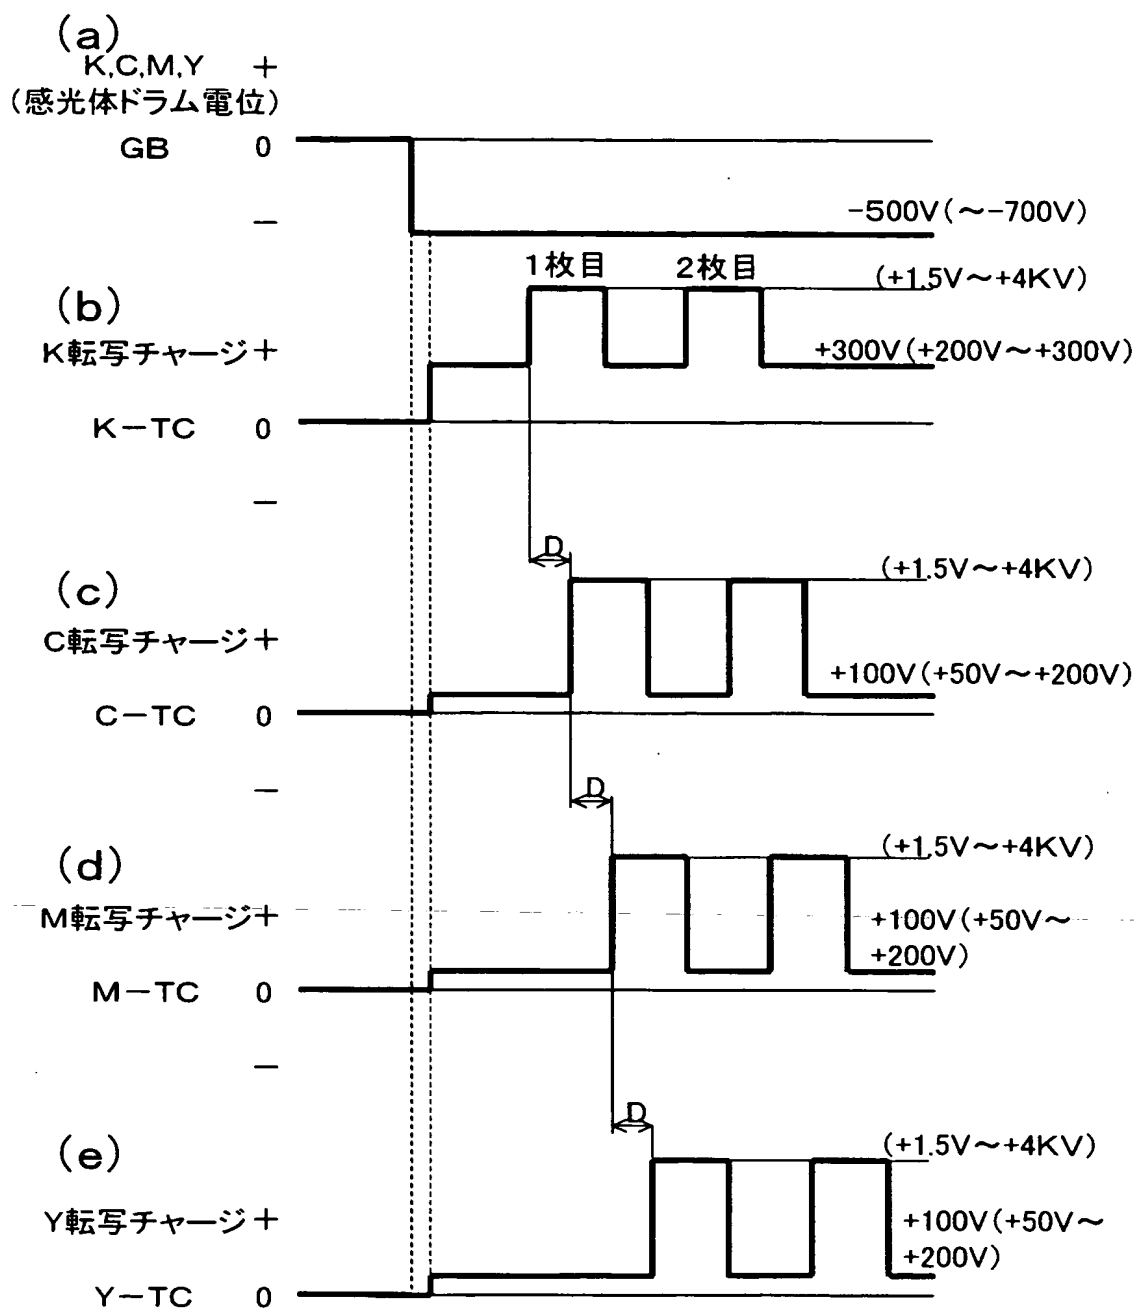 (a)
K,C,M,Y +
(感光体ドラム電位)
GB 0
−
−500V(〜−700V)
1枚目 2枚目
(+1.5V〜+4KV)
(b)
K転写チャージ +
+300V(+200V〜+300V)
K−TC 0
−
D
(+1.5V〜+4KV)
(c)
C転写チャージ +
+100V(+50V〜+200V)
C−TC 0
−
D
(+1.5V〜+4KV)
(d)
M転写チャージ +
+100V(+50V〜
+200V)
M−TC 0
−
D
(+1.5V〜+4KV)
(e)
Y転写チャージ +
+100V(+50V〜
+200V)
Y−TC 0